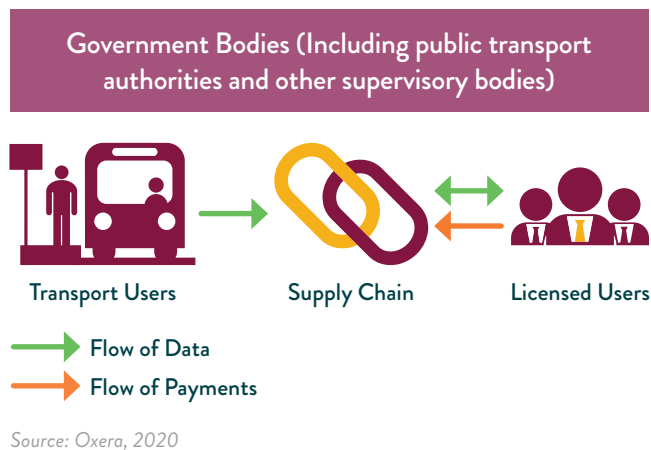 Government Bodies (Including public transport
authorities and other supervisory bodies)
Transport Users
Supply Chain
Licensed Users
Flow of Data
Flow of Payments
Source: Oxera, 2020